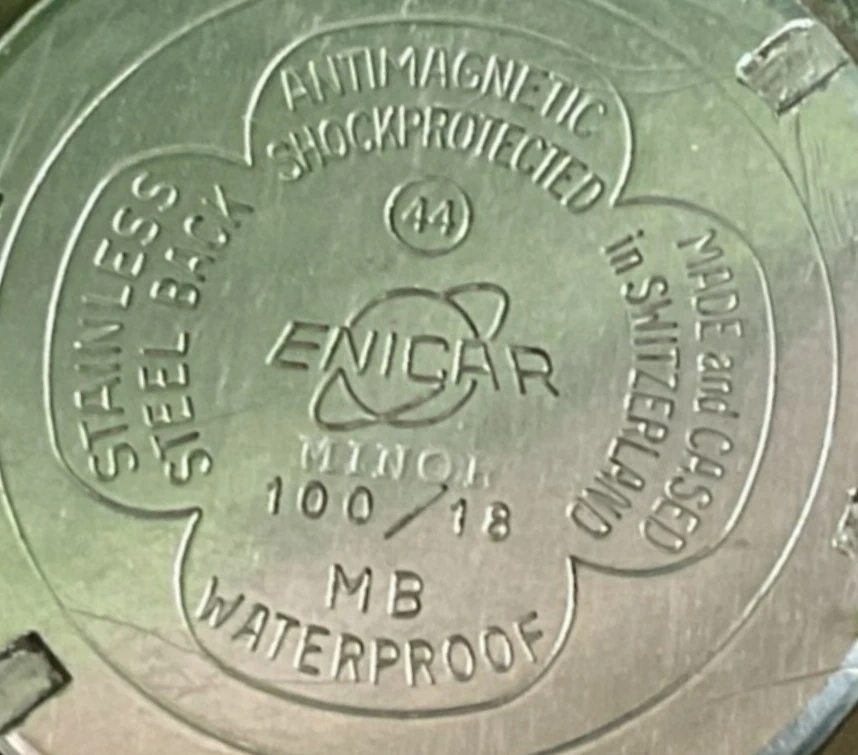 ANTIMAGNETIC
SHOCKPROTECTED
44
STAINLESS
STEEL BACK
MADE and CASED
in SWITZERLAND
ENICAR
MINOR
100/18
MB
WATERPROOF